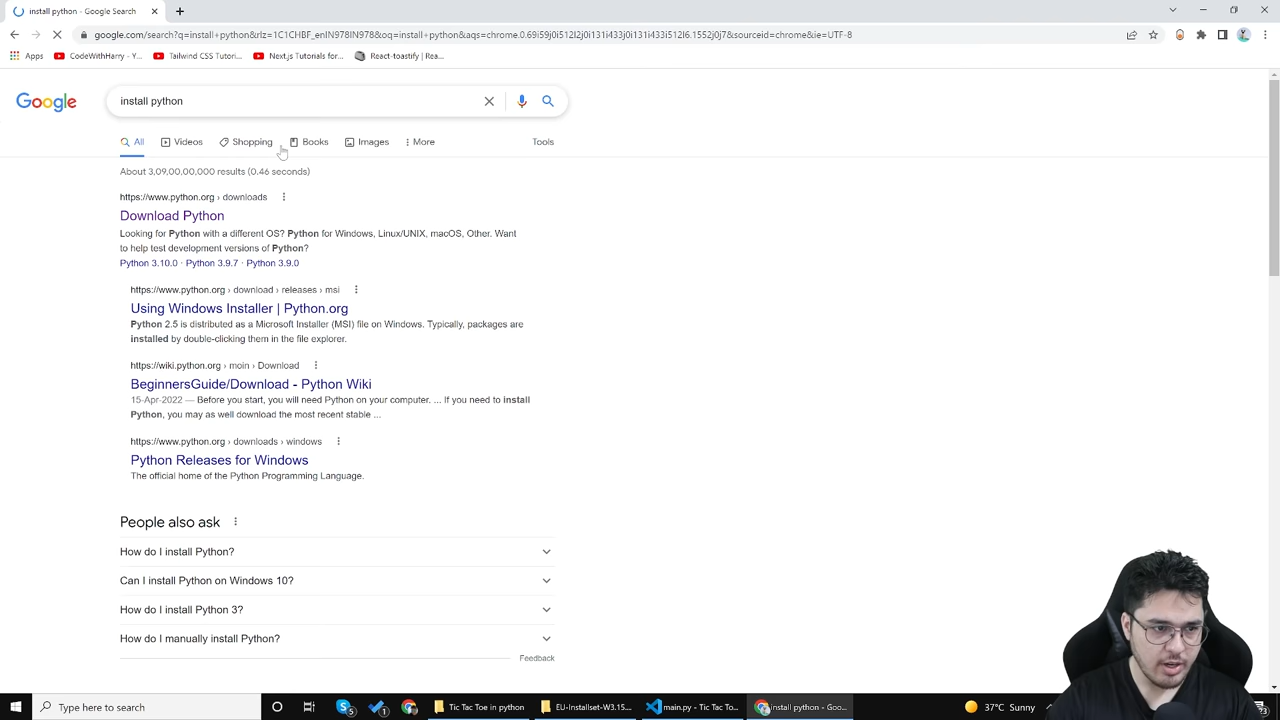 install python - Google Search
google.com/search?q=install+python&rlz=1C1CHBF_enIN978IN978&oq=install+python&aqs=chrome.0.69i59j0i512l2j0i131i433j0i131i433i512l6.1552j0j7&sourceid=chrome&ie=UTF-8
Apps CodeWithHarry - Y... Tailwind CSS Tutori... Next.js Tutorials for... React-toastify | Rea...
Google
install python
All Videos Shopping Books Images More Tools
About 3,09,00,00,000 results (0.46 seconds)
https://www.python.org › downloads
Download Python
Looking for Python with a different OS? Python for Windows, Linux/UNIX, macOS, Other. Want
to help test development versions of Python?
Python 3.10.0 · Python 3.9.7 · Python 3.9.0
https://www.python.org › download › releases › msi
Using Windows Installer | Python.org
Python 2.5 is distributed as a Microsoft Installer (MSI) file on Windows. Typically, packages are
installed by double-clicking them in the file explorer.
https://wiki.python.org › moin › Download
BeginnersGuide/Download - Python Wiki
15-Apr-2022 — Before you start, you will need Python on your computer. ... If you need to install
Python, you may as well download the most recent stable ...
https://www.python.org › downloads › windows
Python Releases for Windows
The official home of the Python Programming Language.
People also ask
How do I install Python?
Can I install Python on Windows 10?
How do I install Python 3?
How do I manually install Python?
Feedback
Type here to search
5
1
Tic Tac Toe in python
EU-Installset-W3.15...
main.py - Tic Tac To...
install python - Goo...
37°C Sunny